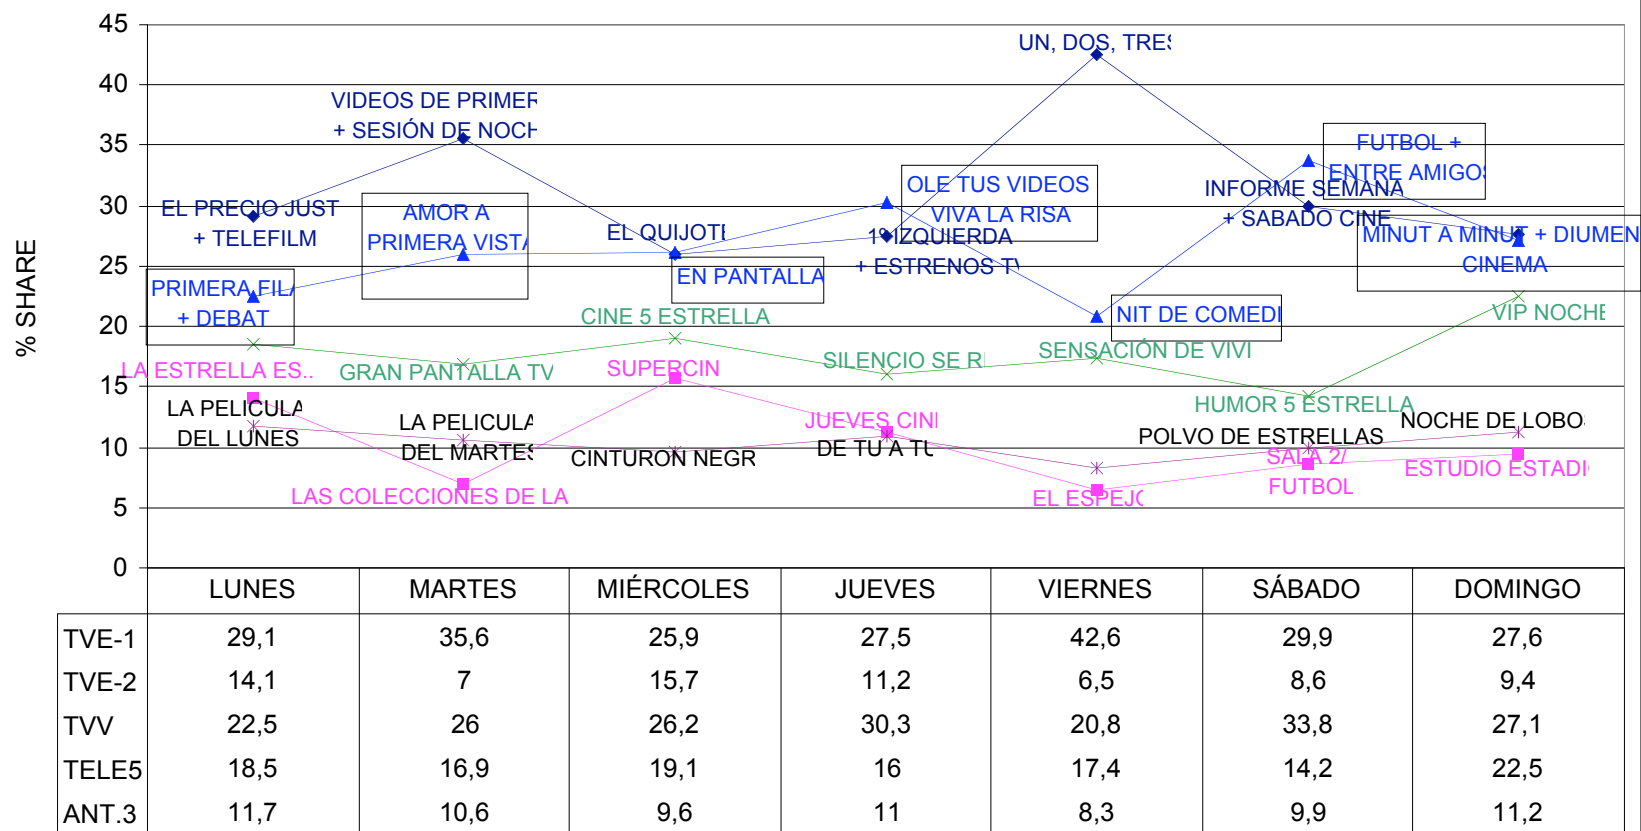 % SHARE
45
40
35
30
25
20
15
10
5
0
UN, DOS, TRES
VIDEOS DE PRIMER
+ SESIÓN DE NOCH
FUTBOL +
ENTRE AMIGOS
OLE TUS VIDEOS
VIVA LA RISA
INFORME SEMANA
+ SABADO CINE
EL PRECIO JUST
+ TELEFILM
AMOR A
PRIMERA VISTA
EL QUIJOTE
1º IZQUIERDA
+ ESTRENOS TV
MINUT A MINUT + DIUMEN
CINEMA
PRIMERA FILA
+ DEBAT
EN PANTALLA
NIT DE COMEDI
CINE 5 ESTRELLA
VIP NOCHE
LA ESTRELLA ES..
GRAN PANTALLA TV
SUPERCIN
SILENCIO SE R
SENSACIÓN DE VIVI
HUMOR 5 ESTRELLA
LA PELICULA
DEL LUNES
LA PELICULA
DEL MARTES
CINTURON NEGR
JUEVES CINE
DE TU A TU
POLVO DE ESTRELLAS
NOCHE DE LOBOS
LAS COLECCIONES DE LA
EL ESPEJO
SALA 2/
FUTBOL
ESTUDIO ESTADIO
LUNES MARTES MIÉRCOLES JUEVES VIERNES SÁBADO DOMINGO
TVE-1 29,1 35,6 25,9 27,5 42,6 29,9 27,6
TVE-2 14,1 7 15,7 11,2 6,5 8,6 9,4
TVV 22,5 26 26,2 30,3 20,8 33,8 27,1
TELE5 18,5 16,9 19,1 16 17,4 14,2 22,5
ANT.3 11,7 10,6 9,6 11 8,3 9,9 11,2